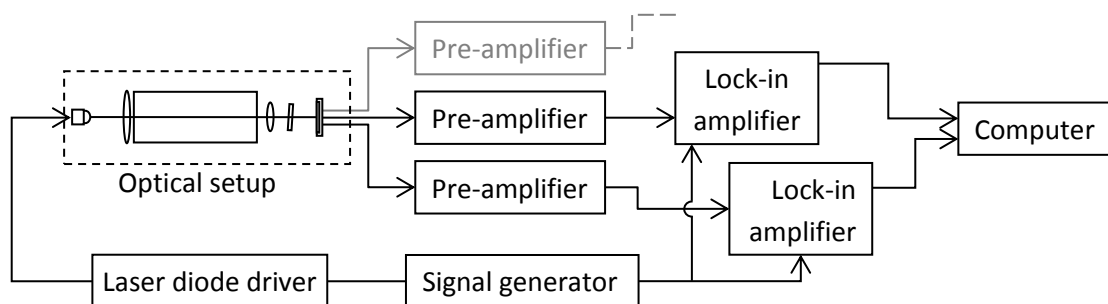 Pre-amplifier
Lock-in
amplifier
Pre-amplifier
Computer
Optical setup
Pre-amplifier
Lock-in
amplifier
Laser diode driver
Signal generator